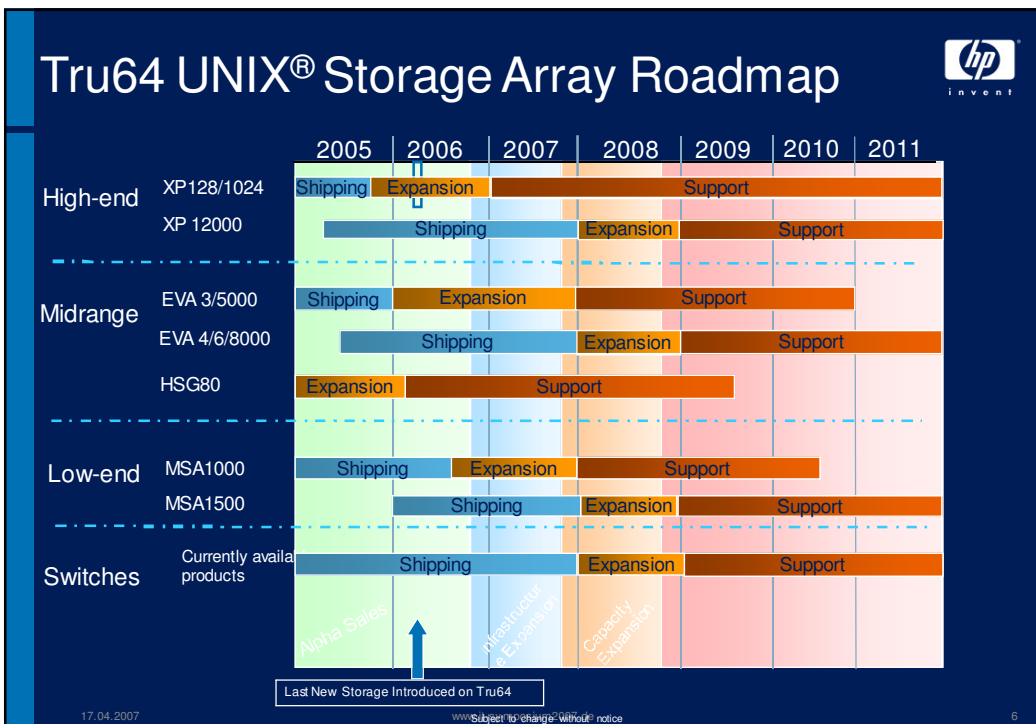 Tru64 UNIX® Storage Array Roadmap
hp
invent
2005 2006 2007 2008 2009 2010 2011
High-end
XP128/1024 Shipping Expansion Support
XP 12000 Shipping Expansion Support
Midrange
EVA 3/5000 Shipping Expansion Support
EVA 4/6/8000 Shipping Expansion Support
HSG80 Expansion Support
Low-end
MSA1000 Shipping Expansion Support
MSA1500 Shipping Expansion Support
Switches
Currently availa
products
Shipping Expansion Support
Alpha Sales
Infrastructur
e Expansion
Capacity
Expansion
Last New Storage Introduced on Tru64
17.04.2007
Subject to change without notice
6